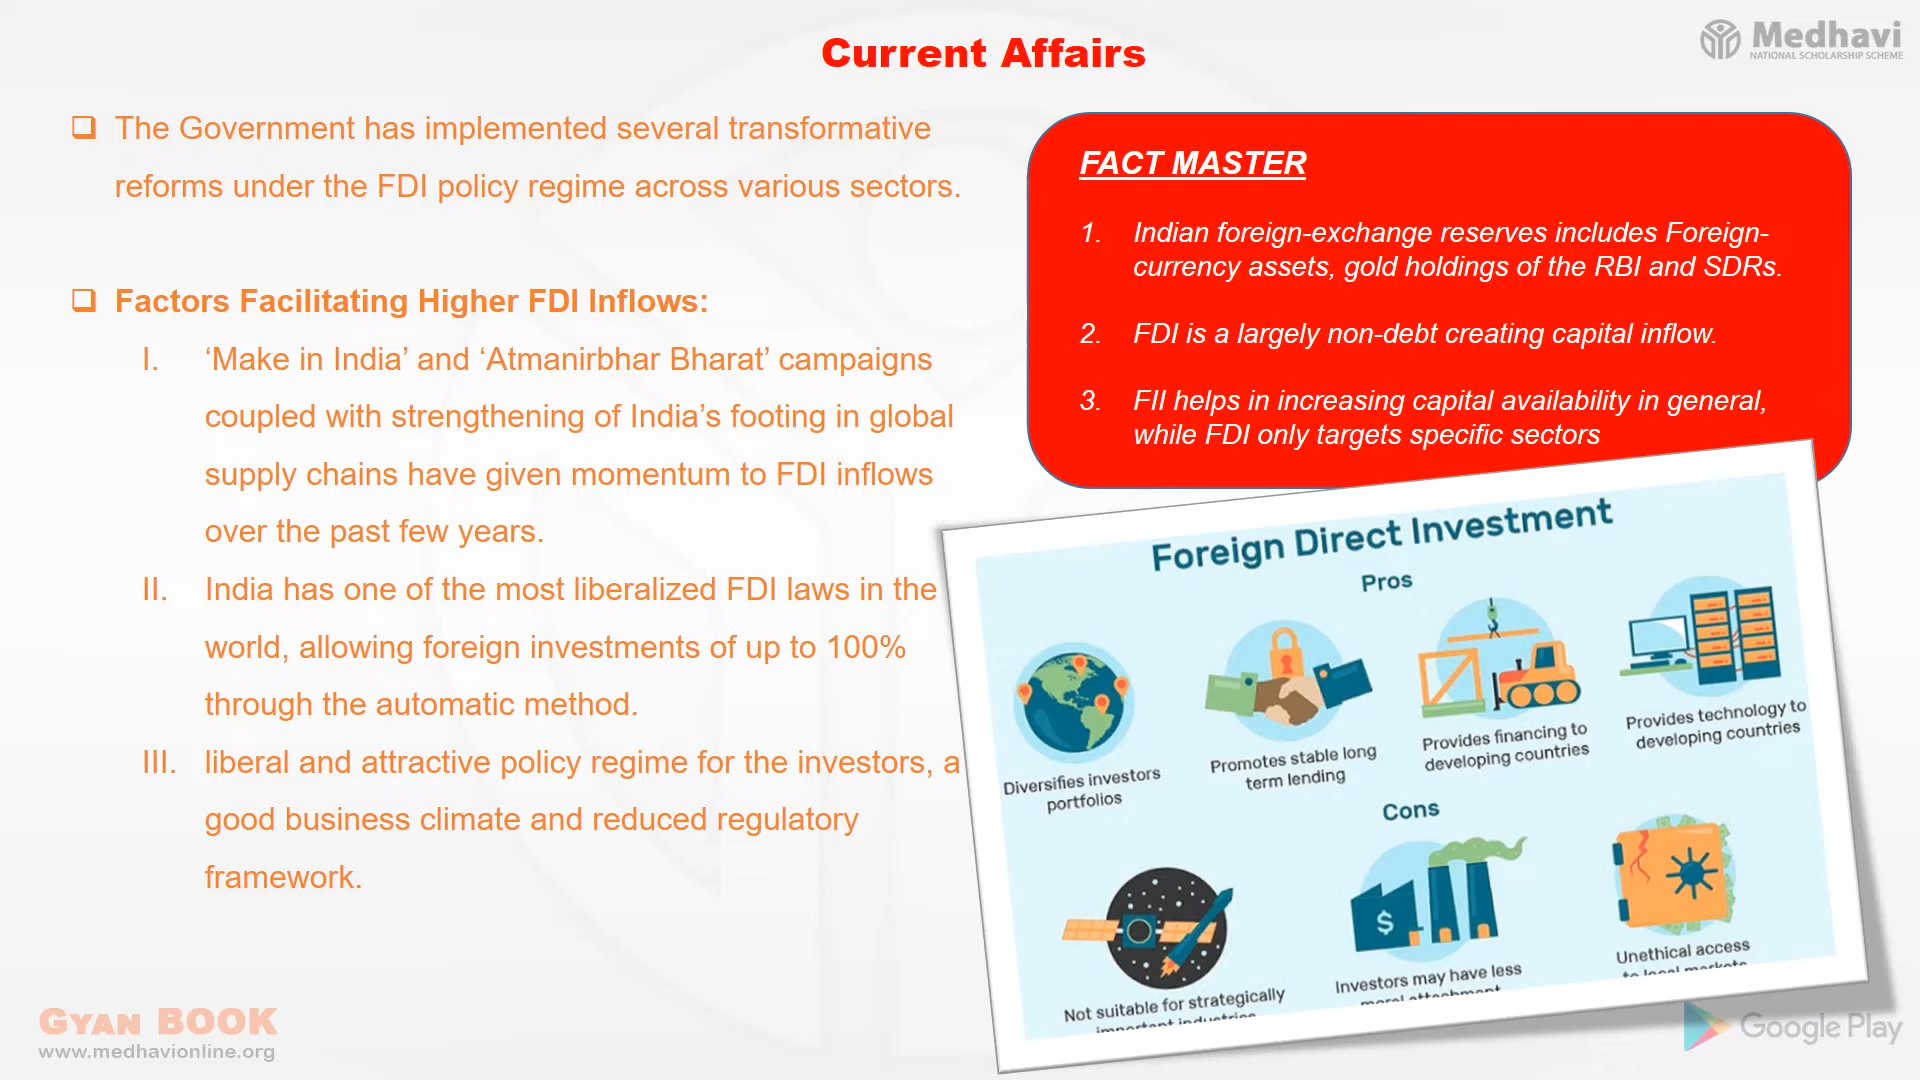 Current Affairs
Medhavi
NATIONAL SCHOLARSHIP SCHEME
❑ The Government has implemented several transformative
reforms under the FDI policy regime across various sectors.
❑ Factors Facilitating Higher FDI Inflows:
I. ‘Make in India’ and ‘Atmanirbhar Bharat’ campaigns
coupled with strengthening of India’s footing in global
supply chains have given momentum to FDI inflows
over the past few years.
II. India has one of the most liberalized FDI laws in the
world, allowing foreign investments of up to 100%
through the automatic method.
III. liberal and attractive policy regime for the investors, a
good business climate and reduced regulatory
framework.
FACT MASTER
1. Indian foreign-exchange reserves includes Foreign-
currency assets, gold holdings of the RBI and SDRs.
2. FDI is a largely non-debt creating capital inflow.
3. FII helps in increasing capital availability in general,
while FDI only targets specific sectors
Foreign Direct Investment
Pros
Diversifies investors
portfolios
Promotes stable long
term lending
Provides financing to
developing countries
Provides technology to
developing countries
Cons
$
Not suitable for strategically
important industries
Investors may have less
moral attachment
Unethical access
to local markets
GYAN BOOK
www.medhavionline.org
Google Play